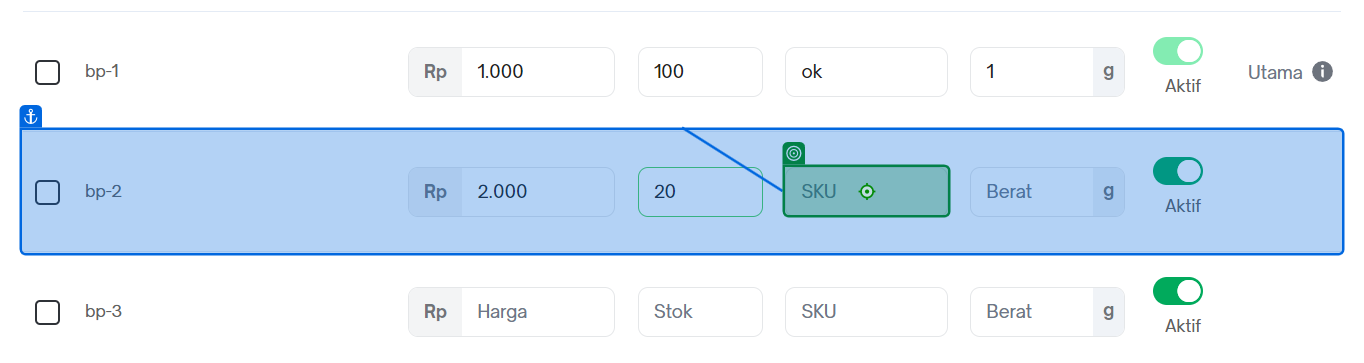 bp-1 Rp 1.000 100 ok 1 g Aktif Utama
bp-2 Rp 2.000 20 SKU Berat g Aktif
bp-3 Rp Harga Stok SKU Berat g Aktif